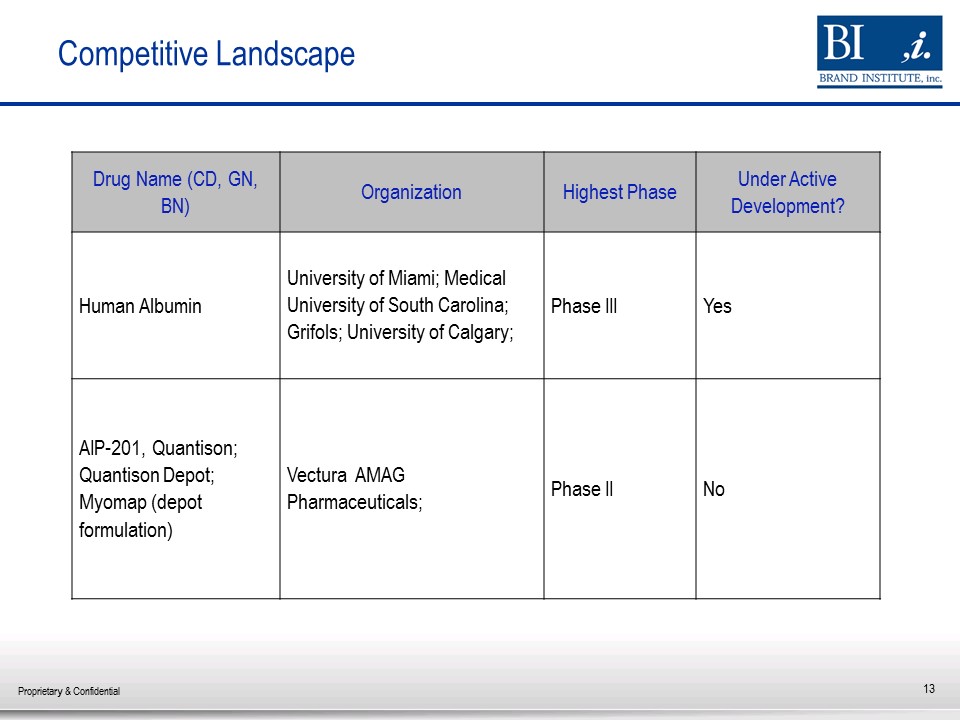 Competitive Landscape
BI ,i.
BRAND INSTITUTE, inc.
Drug Name (CD, GN,
BN)
Organization
Highest Phase
Under Active
Development?
Human Albumin
University of Miami; Medical
University of South Carolina;
Grifols; University of Calgary;
Phase III
Yes
AIP-201, Quantison;
Quantison Depot;
Myomap (depot
formulation)
Vectura AMAG
Pharmaceuticals;
Phase II
No
Proprietary & Confidential
13